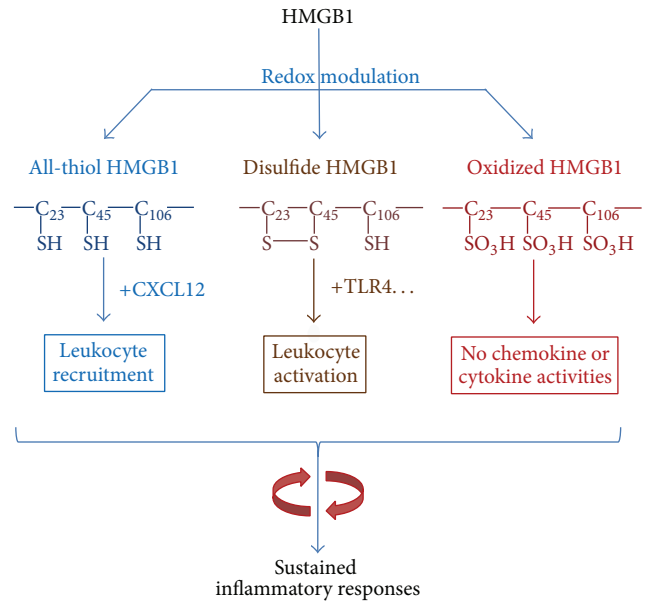 HMGB1
Redox modulation
All-thiol HMGB1 Disulfide HMGB1 Oxidized HMGB1
C23 C45 C106 C23 C45 C106 C23 C45 C106
SH SH SH S S SH SO3H SO3H SO3H
+CXCL12 +TLR4...
Leukocyte Leukocyte No chemokine or
recruitment activation cytokine activities
Sustained
inflammatory responses